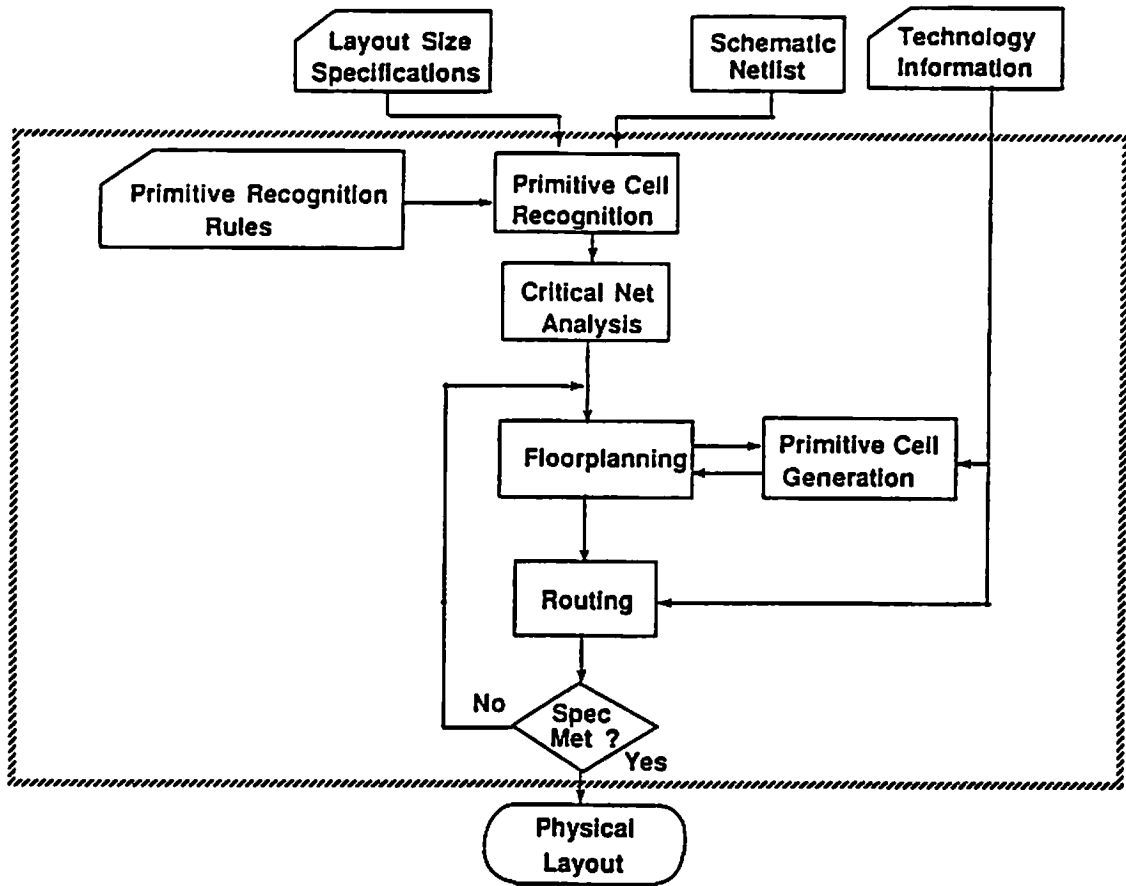 Layout Size
Specifications
Schematic
Netlist
Technology
Information
Primitive Recognition
Rules
Primitive Cell
Recognition
Critical Net
Analysis
Floorplanning
Primitive Cell
Generation
Routing
No
Spec
Met ?
Yes
Physical
Layout